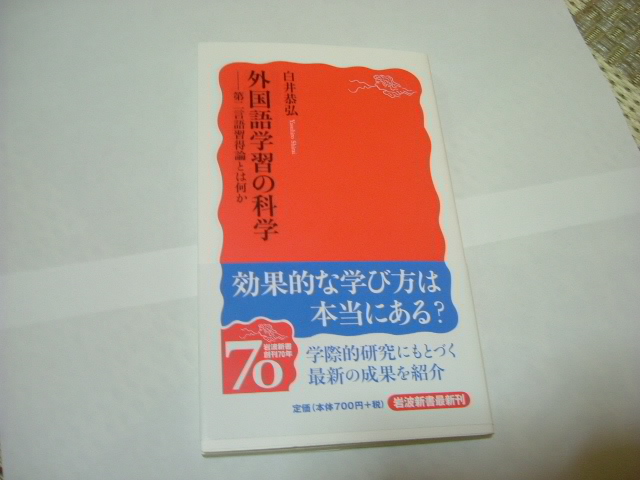 白井恭弘
Yasuhiro Shirai
外国語学習の科学
――第二言語習得論とは何か
効果的な学び方は
本当にある?
岩波新書
創刊70年
70
学際的研究にもとづく
最新の成果を紹介
定価(本体700円+税)
岩波新書最新刊